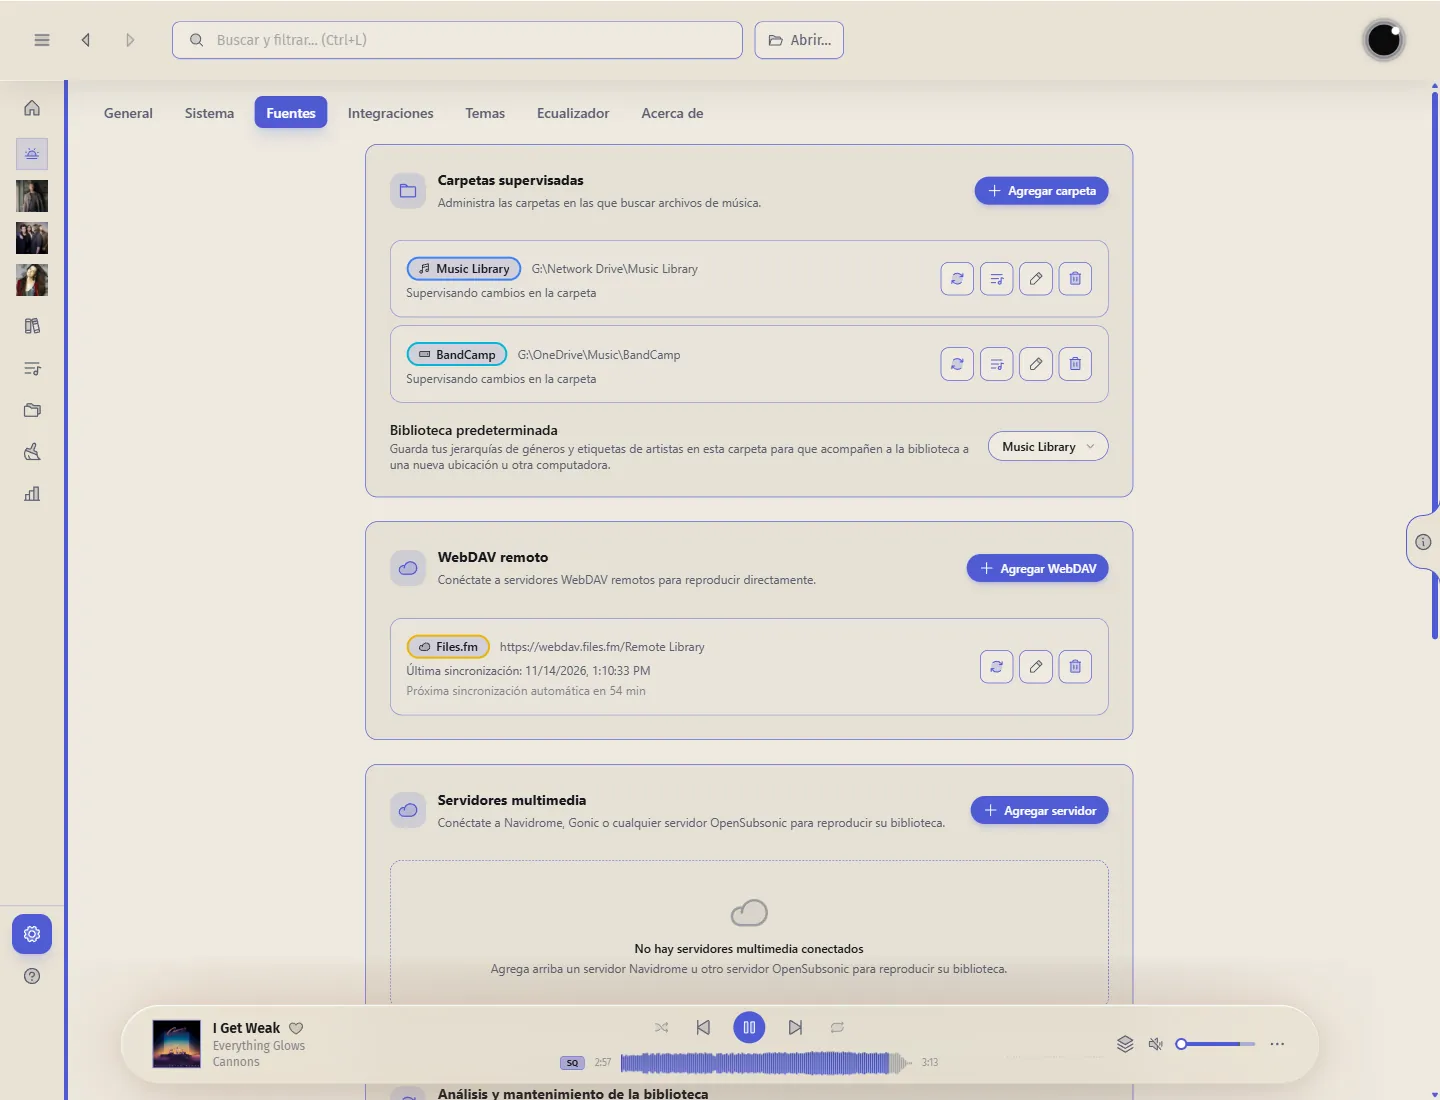 Buscar y filtrar... (Ctrl+L)
Abrir...
General
Sistema
Fuentes
Integraciones
Temas
Ecualizador
Acerca de
Carpetas supervisadas
Administra las carpetas en las que buscar archivos de música.
Agregar carpeta
Music Library
G:\Network Drive\Music Library
Supervisando cambios en la carpeta
BandCamp
G:\OneDrive\Music\BandCamp
Supervisando cambios en la carpeta
Biblioteca predeterminada
Guarda tus jerarquías de géneros y etiquetas de artistas en esta carpeta para que acompañen a la biblioteca a
una nueva ubicación u otra computadora.
Music Library
WebDAV remoto
Conéctate a servidores WebDAV remotos para reproducir directamente.
Agregar WebDAV
Files.fm
https://webdav.files.fm/Remote Library
Última sincronización: 11/14/2026, 1:10:33 PM
Próxima sincronización automática en 54 min
Servidores multimedia
Conéctate a Navidrome, Gonic o cualquier servidor OpenSubsonic para reproducir su biblioteca.
Agregar servidor
No hay servidores multimedia conectados
Agrega arriba un servidor Navidrome u otro servidor OpenSubsonic para reproducir su biblioteca.
I Get Weak
Everything Glows
Cannons
SQ
2:57
3:13
Análisis y mantenimiento de la biblioteca